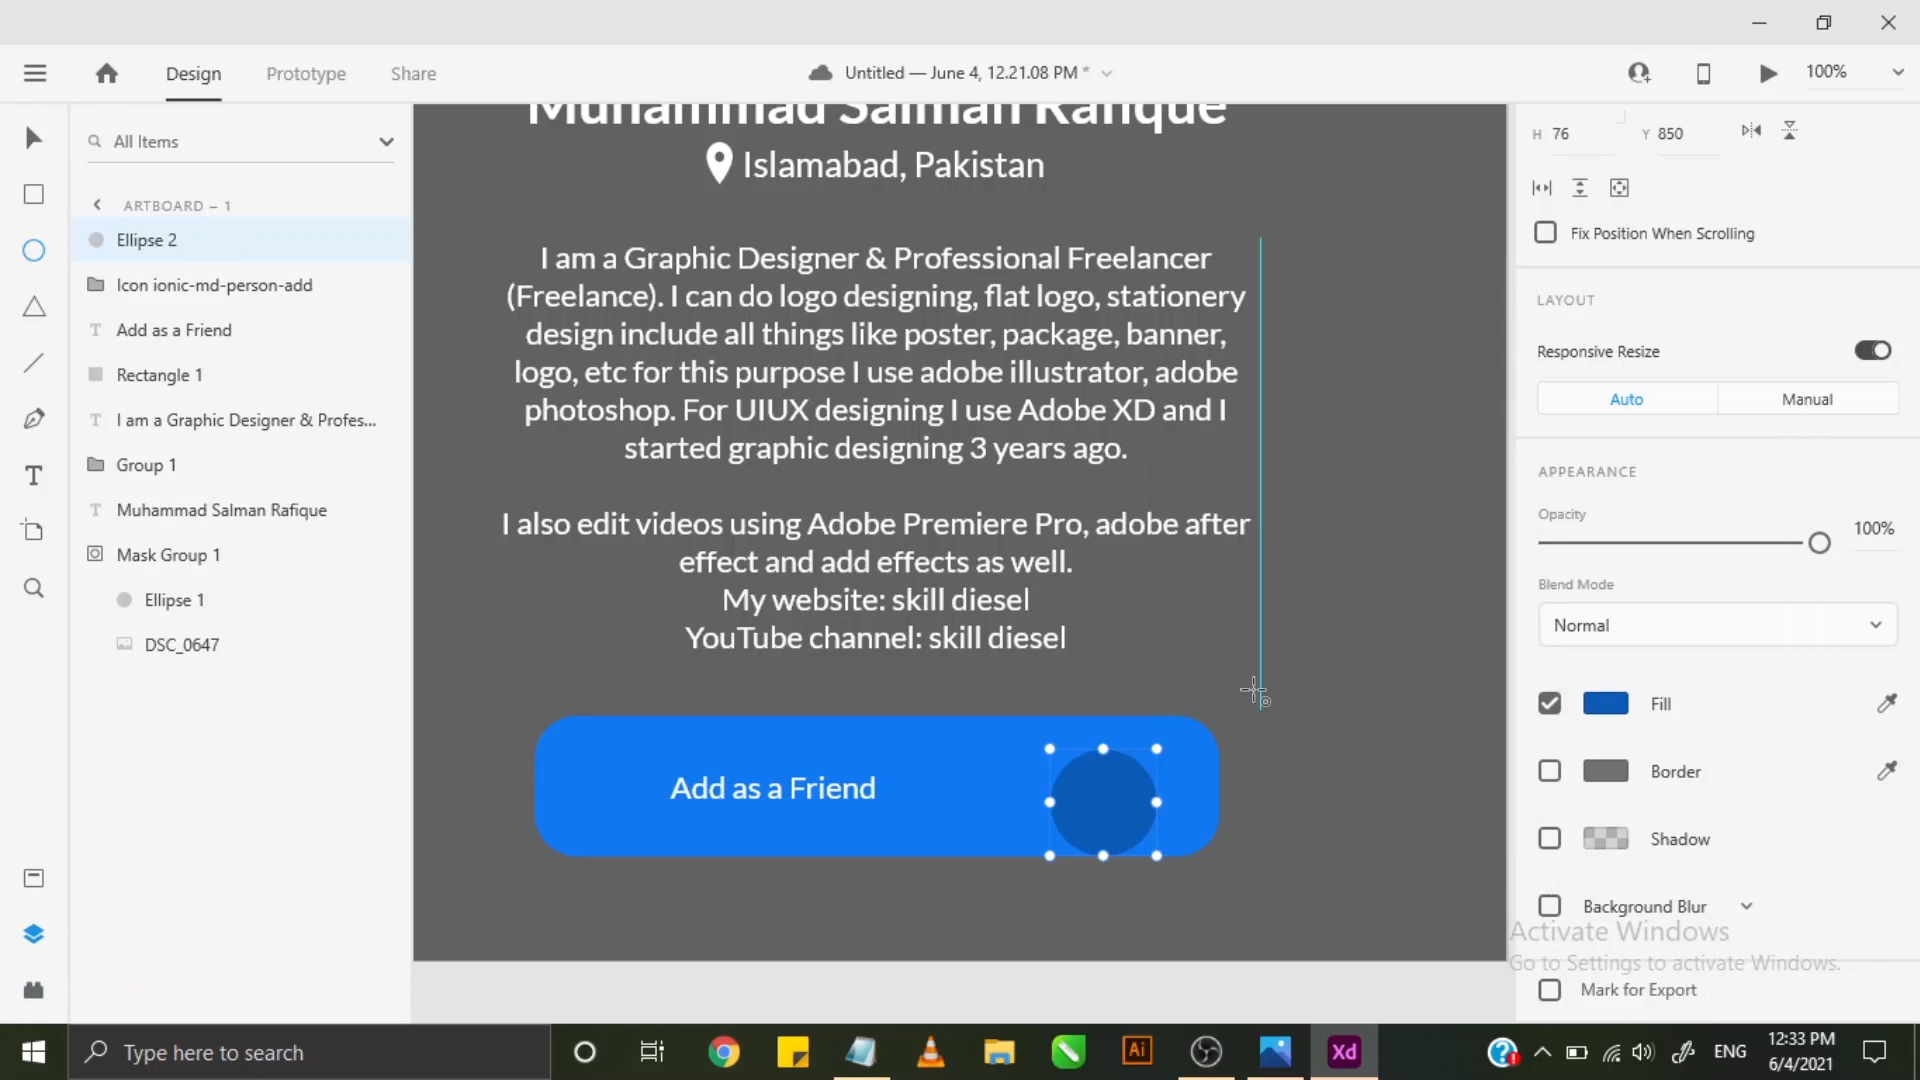 Design
Prototype
Share
Untitled — June 4, 12.21.08 PM *
100%
All Items
ARTBOARD – 1
Ellipse 2
Icon ionic-md-person-add
Add as a Friend
Rectangle 1
I am a Graphic Designer & Profes...
Group 1
Muhammad Salman Rafique
Mask Group 1
Ellipse 1
DSC_0647
Muhammad Salman Rafique
Islamabad, Pakistan
I am a Graphic Designer & Professional Freelancer
(Freelance). I can do logo designing, flat logo, stationery
design include all things like poster, package, banner,
logo, etc for this purpose I use adobe illustrator, adobe
photoshop. For UIUX designing I use Adobe XD and I
started graphic designing 3 years ago.
I also edit videos using Adobe Premiere Pro, adobe after
effect and add effects as well.
My website: skill diesel
YouTube channel: skill diesel
Add as a Friend
H 76
Y 850
Fix Position When Scrolling
LAYOUT
Responsive Resize
Auto
Manual
APPEARANCE
Opacity
100%
Blend Mode
Normal
Fill
Border
Shadow
Background Blur
Activate Windows
Go to Settings to activate Windows.
Mark for Export
Type here to search
Ai
Xd
ENG
12:33 PM
6/4/2021